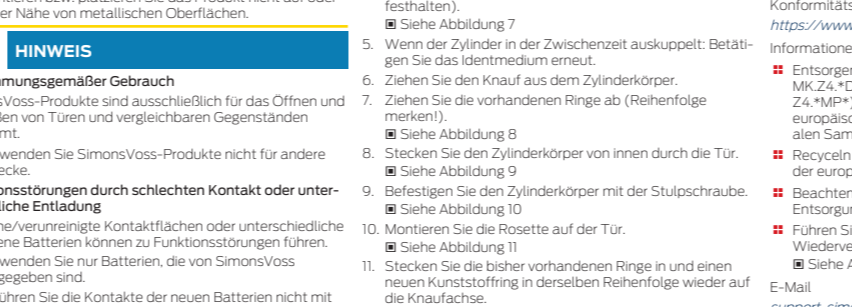 er Nähe von metallischen Oberflächen.
HINWEIS
mungsgemäßer Gebrauch
sVoss-Produkte sind ausschließlich für das Öffnen und
en von Türen und vergleichbaren Gegenständen
mt.
wenden Sie SimonsVoss-Produkte nicht für andere
ecke.
onsstörungen durch schlechten Kontakt oder unter-
liche Entladung
ne/verunreinigte Kontaktflächen oder unterschiedliche
ene Batterien können zu Funktionsstörungen führen.
wenden Sie nur Batterien, die von SimonsVoss
gegeben sind.
ühren Sie die Kontakte der neuen Batterien nicht mit
festhalten).
▣ Siehe Abbildung 7
5. Wenn der Zylinder in der Zwischenzeit auskuppelt: Betäti-
gen Sie das Identmedium erneut.
6. Ziehen Sie den Knauf aus dem Zylinderkörper.
7. Ziehen Sie die vorhandenen Ringe ab (Reihenfolge
merken!).
▣ Siehe Abbildung 8
8. Stecken Sie den Zylinderkörper von innen durch die Tür.
▣ Siehe Abbildung 9
9. Befestigen Sie den Zylinderkörper mit der Stulpschraube.
▣ Siehe Abbildung 10
10. Montieren Sie die Rosette auf der Tür.
▣ Siehe Abbildung 11
11. Stecken Sie die bisher vorhandenen Ringe in und einen
neuen Kunststoffring in derselben Reihenfolge wieder auf
die Knaufachse.
Konformitäts
https://www
Informatione
Entsorgen
MK.Z4.*D
Z4.*MP*)
europäisc
alen Sam
Recyceln
der europ
Beachten
Entsorgun
Führen Si
Wiederve
▣ Siehe A
E-Mail